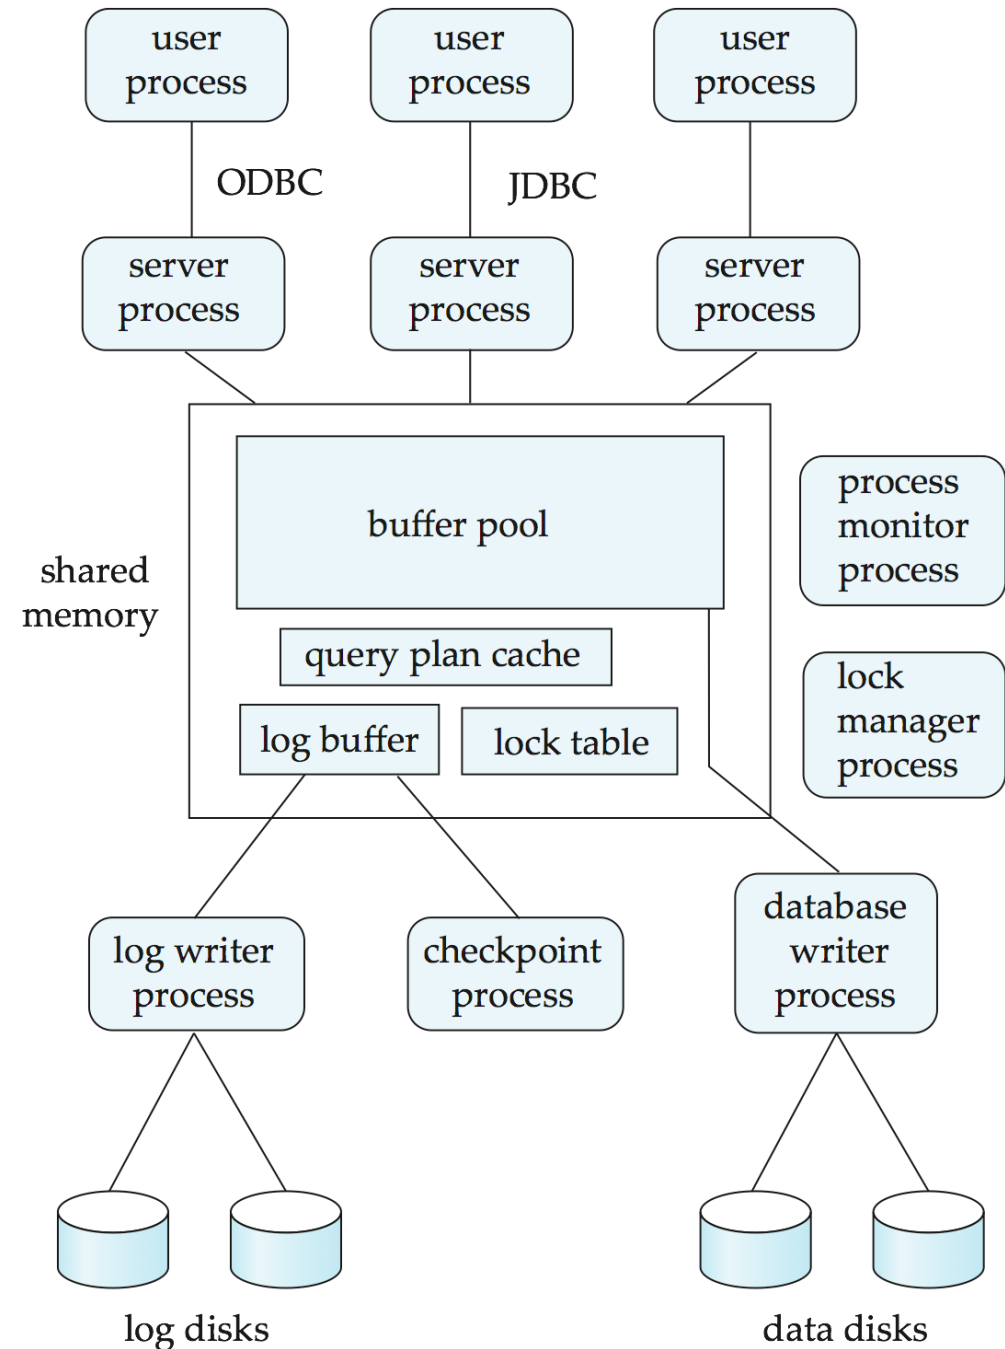 user
process
user
process
user
process
ODBC
JDBC
server
process
server
process
server
process
shared
memory
buffer pool
query plan cache
log buffer
lock table
process
monitor
process
lock
manager
process
log writer
process
checkpoint
process
database
writer
process
log disks
data disks